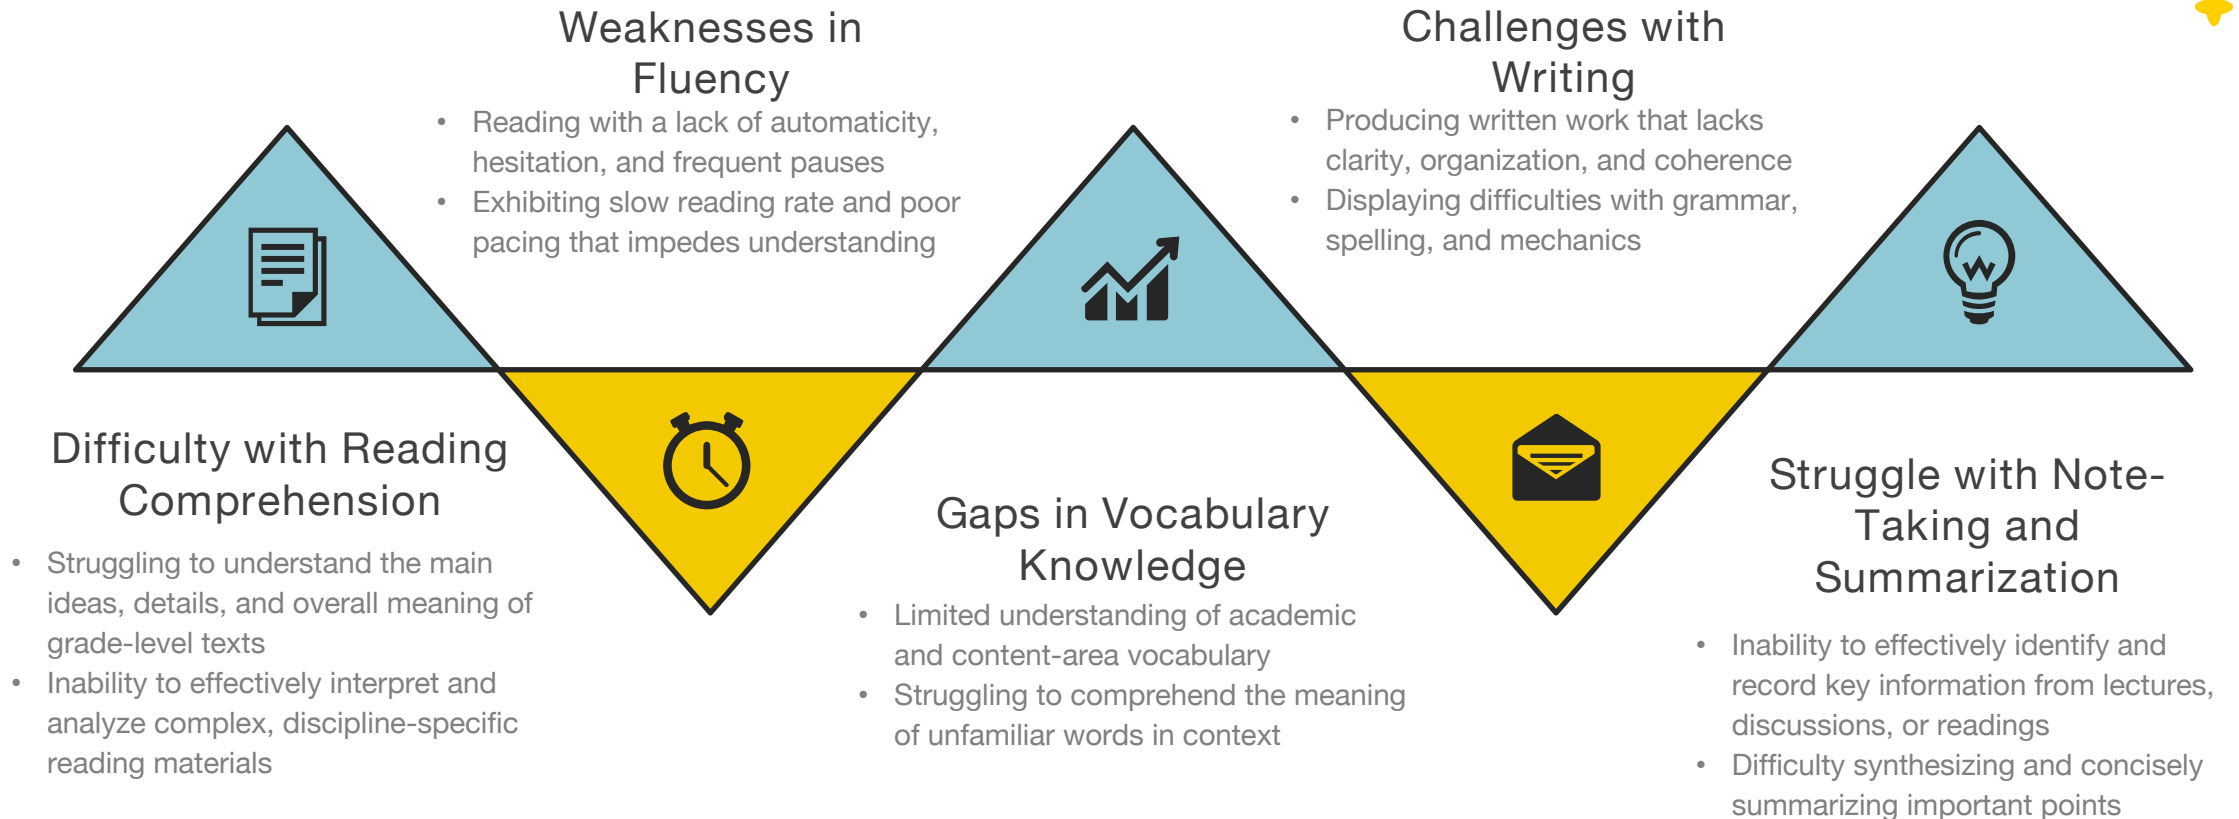 Difficulty with Reading
Comprehension
• Struggling to understand the main
ideas, details, and overall meaning of
grade-level texts
• Inability to effectively interpret and
analyze complex, discipline-specific
reading materials
Weaknesses in
Fluency
• Reading with a lack of automaticity,
hesitation, and frequent pauses
• Exhibiting slow reading rate and poor
pacing that impedes understanding
Gaps in Vocabulary
Knowledge
• Limited understanding of academic
and content-area vocabulary
• Struggling to comprehend the meaning
of unfamiliar words in context
Challenges with
Writing
• Producing written work that lacks
clarity, organization, and coherence
• Displaying difficulties with grammar,
spelling, and mechanics
Struggle with Note-
Taking and
Summarization
• Inability to effectively identify and
record key information from lectures,
discussions, or readings
• Difficulty synthesizing and concisely
summarizing important points